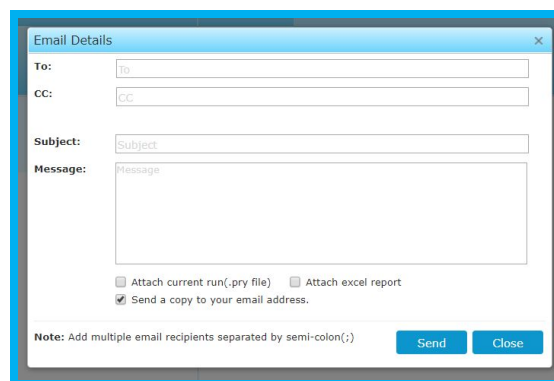 Email Details ×
To: To
CC: CC
Subject: Subject
Message: Message
Attach current run(.pry file) Attach excel report
Send a copy to your email address.
Note: Add multiple email recipients separated by semi-colon(;) Send Close